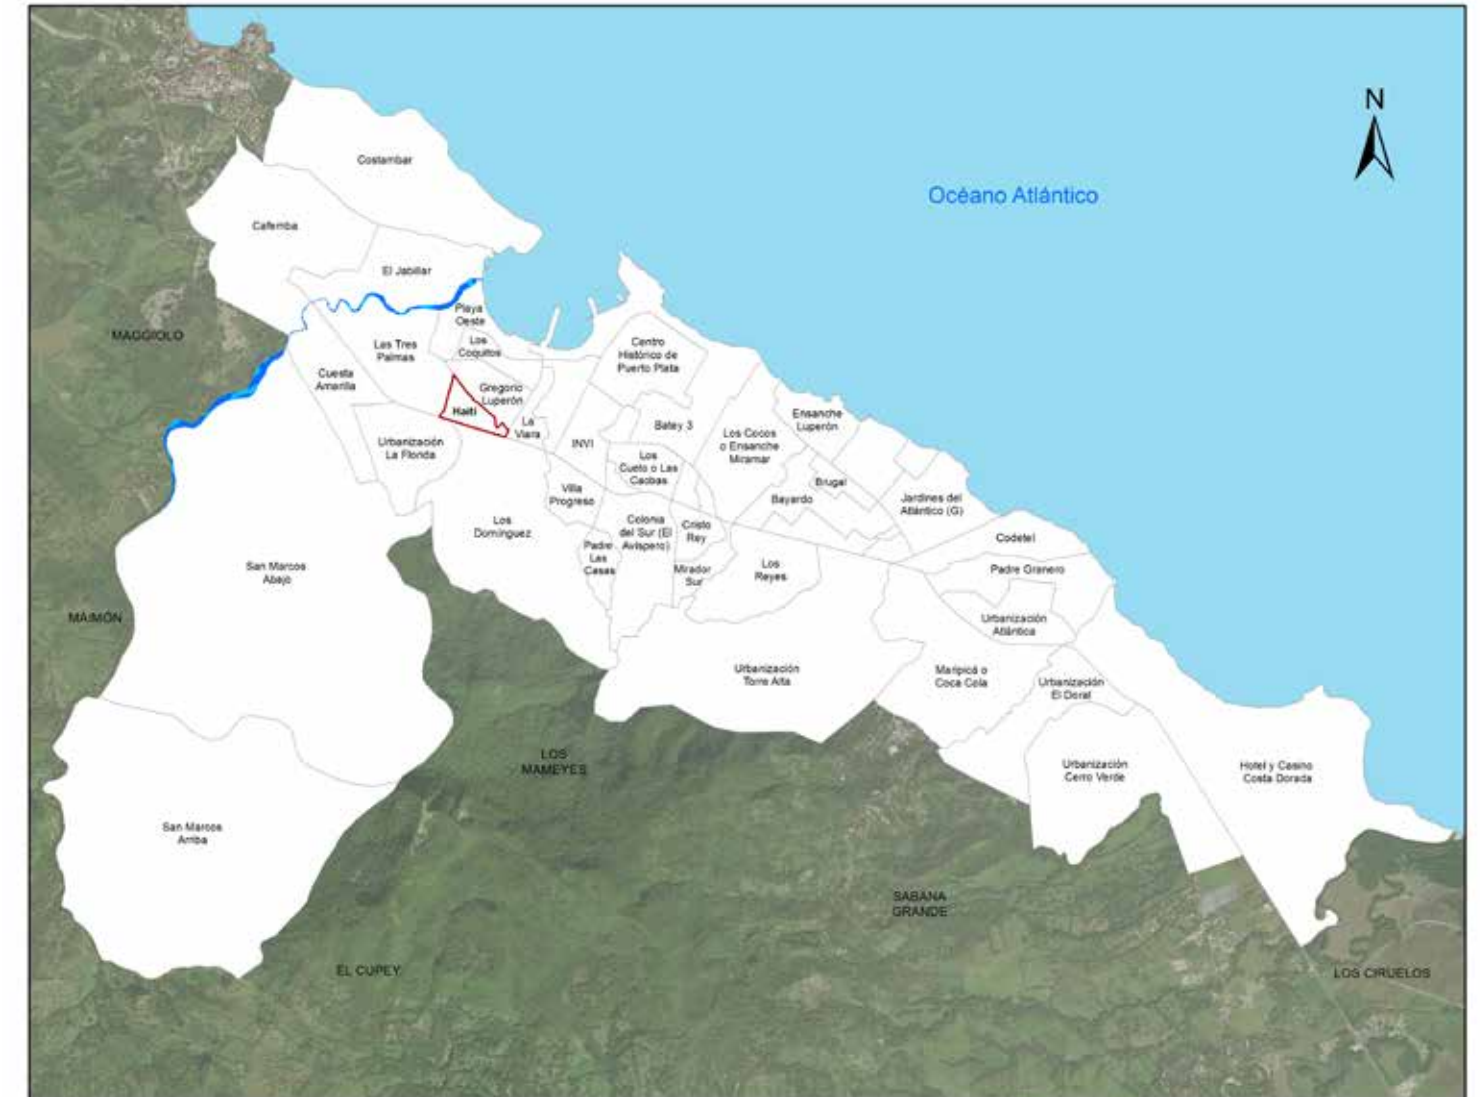 N
Océano Atlántico
Costambar
Cafemba
El Jabillar
MAGGIOLO
Playa
Oeste
Las Tres
Palmas
Los
Coquitos
Centro
Histórico de
Puerto Plata
Cuesta
Amarilla
Gregorio
Luperón
Haití
La
Viara
Urbanización
La Florida
INVI
Batey 3
Los Cocos
o Ensanche
Miramar
Ensanche
Luperón
Los
Cueto o Las
Caobas
Villa
Progreso
Brugal
Bayardo
Jardines del
Atlántico (G)
Los
Domínguez
Colonia
del Sur (El
Avispero)
Cristo
Rey
Codetel
Padre
Las
Casas
Mirador
Sur
Los
Reyes
Padre Granero
San Marcos
Abajo
MAIMÓN
Urbanización
Atlántica
Urbanización
Torre Alta
Maripicá o
Coca Cola
Urbanización
El Doral
LOS
MAMEYES
Urbanización
Cerro Verde
Hotel y Casino
Costa Dorada
San Marcos
Arriba
SABANA
GRANDE
EL CUPEY
LOS CIRUELOS